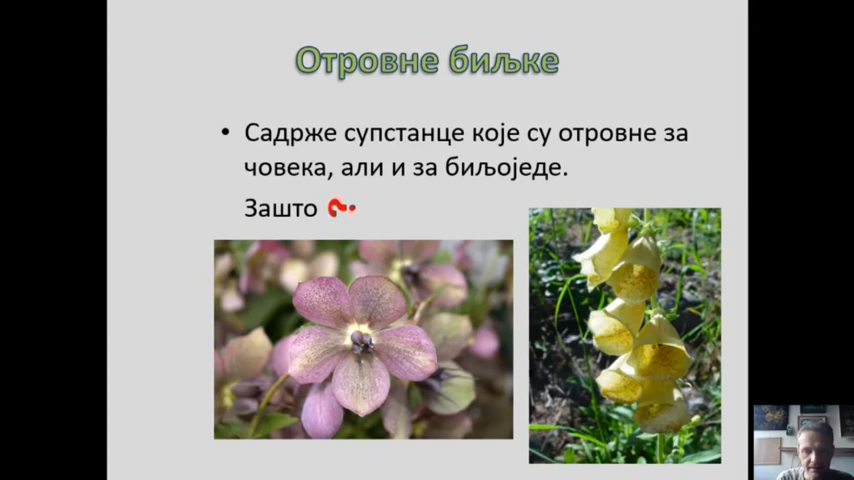 Отровне биљке
• Садрже супстанце које су отровне за
човека, али и за биљоједе.
Зашто ?